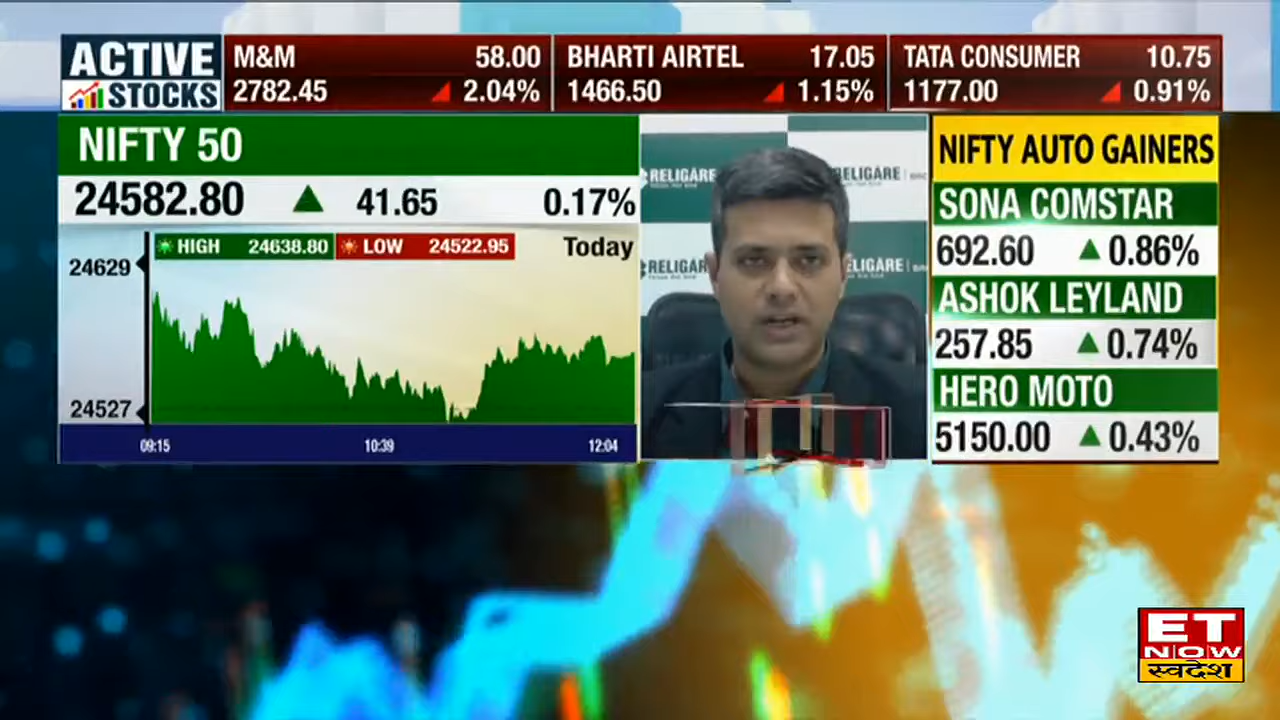 ACTIVE
STOCKS
M&M 58.00
2782.45 2.04%
BHARTI AIRTEL 17.05
1466.50 1.15%
TATA CONSUMER 10.75
1177.00 0.91%
NIFTY 50
24582.80 41.65 0.17%
HIGH 24638.80 LOW 24522.95 Today
24629
24527
09:15 10:39 12:04
RELIGARE
RELIGARE
RELIGARE
ELIGARE
NIFTY AUTO GAINERS
SONA COMSTAR
692.60 0.86%
ASHOK LEYLAND
257.85 0.74%
HERO MOTO
5150.00 0.43%
ET
NOW
स्वदेश